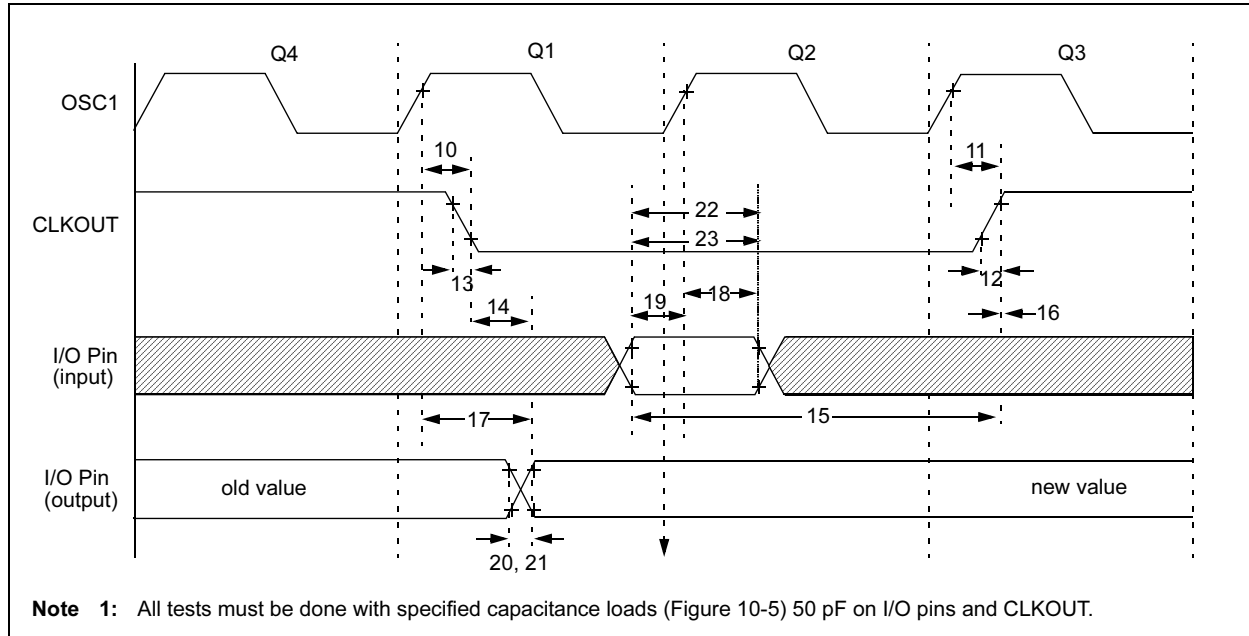 Q4 Q1 Q2 Q3
OSC1
10 11
CLKOUT
22
23
13 12
14 19 18 16
I/O Pin
(input)
17 15
I/O Pin
(output)
old value new value
20, 21
Note 1: All tests must be done with specified capacitance loads (Figure 10-5) 50 pF on I/O pins and CLKOUT.